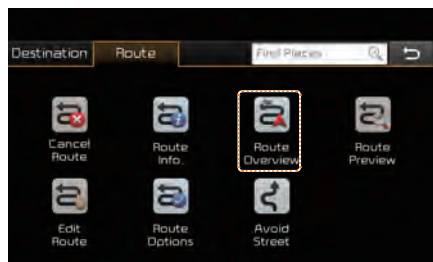 Destination
Route
Find Places
Cancel
Route
Route
Info.
Route
Overview
Route
Preview
Edit
Route
Route
Options
Avoid
Street